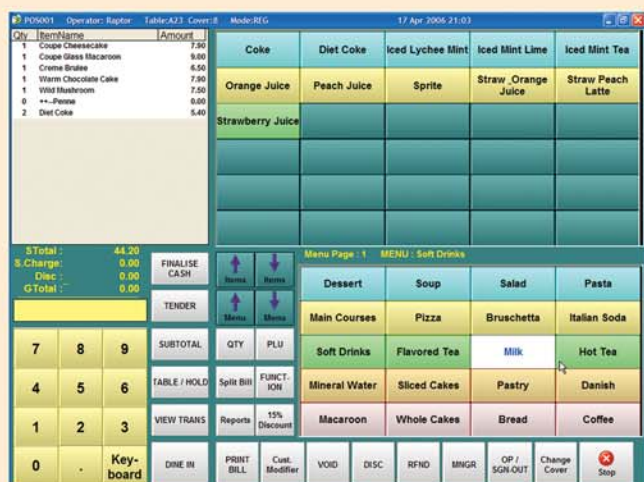 POS001 Operator: Raptor Table:A23 Cover:8 Mode:REG 17 Apr 2006 21:03
Qty ItemName Amount
1 Coupe Cheesecake 7.90
1 Coupe Glass Macaroon 9.00
1 Creme Brulee 6.50
1 Warm Chocolate Cake 7.90
1 Wild Mushroom 7.50
0 ++--Penne 0.00
2 Diet Coke 5.40
Coke Diet Coke Iced Lychee Mint Iced Mint Lime Iced Mint Tea
Orange Juice Peach Juice Sprite Straw_Orange Juice Straw Peach Latte
Strawberry Juice
STotal : 44.20
S.Charge: 0.00
Disc : 0.00
GTotal : 0.00
FINALISE CASH
TENDER
SUBTOTAL
TABLE / HOLD
VIEW TRANS
DINE IN
Items Items
Menu Menu
QTY PLU
Split Bill FUNCT-ION
Reports 15% Discount
Menu Page : 1 MENU : Soft Drinks
Dessert Soup Salad Pasta
Main Courses Pizza Bruschetta Italian Soda
Soft Drinks Flavored Tea Milk Hot Tea
Mineral Water Sliced Cakes Pastry Danish
Macaroon Whole Cakes Bread Coffee
7 8 9
4 5 6
1 2 3
0 . Key-board
PRINT BILL Cust. Modifier VOID DISC RFND MNGR OP / SGN-OUT Change Cover Stop